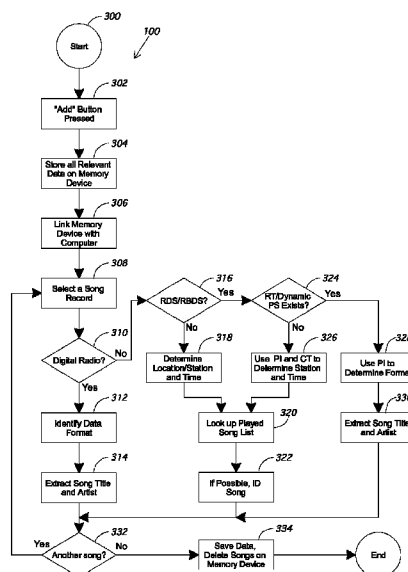 300
Start
100
302
"Add" Button
Pressed
304
Store all Relevant
Data on Memory
Device
306
Link Memory
Device with
Computer
308
Select a Song
Record
310
Digital Radio?
No
Yes
312
Identify Data
Format
314
Extract Song Title
and Artist
316
RDS/RBDS?
Yes
No
318
Determine
Location/Station
and Time
324
RT/Dynamic
PS Exists?
Yes
No
326
Use PI and CT to
Determine Station
and Time
320
Look up Played
Song List
322
If Possible, ID
Song
Use PI to
Extract Song Title
and Artist
332
Another song?
Yes
No
334
Save Data,
Delete Songs on
Memory Device
End